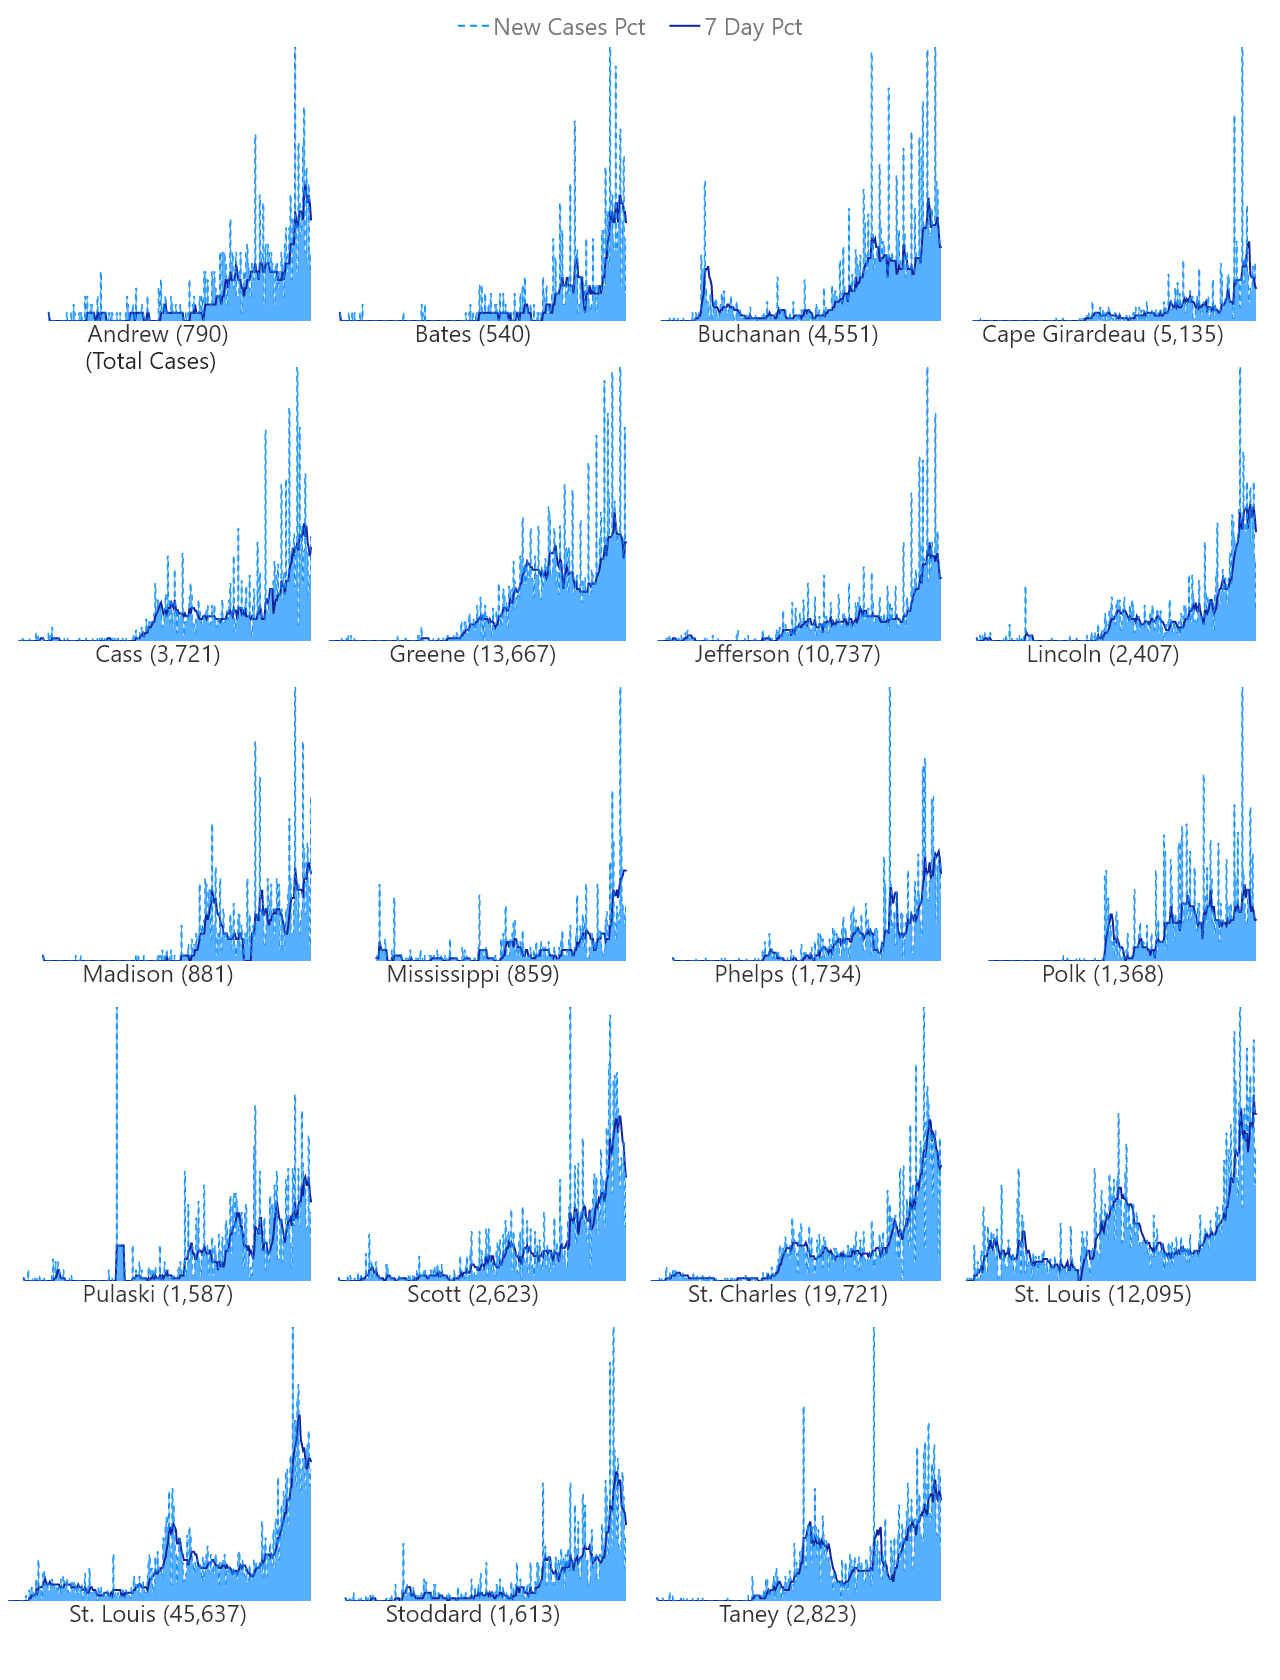 New Cases Pct 7 Day Pct
Andrew (790) Bates (540) Buchanan (4,551) Cape Girardeau (5,135)
(Total Cases)
Cass (3,721) Greene (13,667) Jefferson (10,737) Lincoln (2,407)
Madison (881) Mississippi (859) Phelps (1,734) Polk (1,368)
Pulaski (1,587) Scott (2,623) St. Charles (19,721) St. Louis (12,095)
St. Louis (45,637) Stoddard (1,613) Taney (2,823)